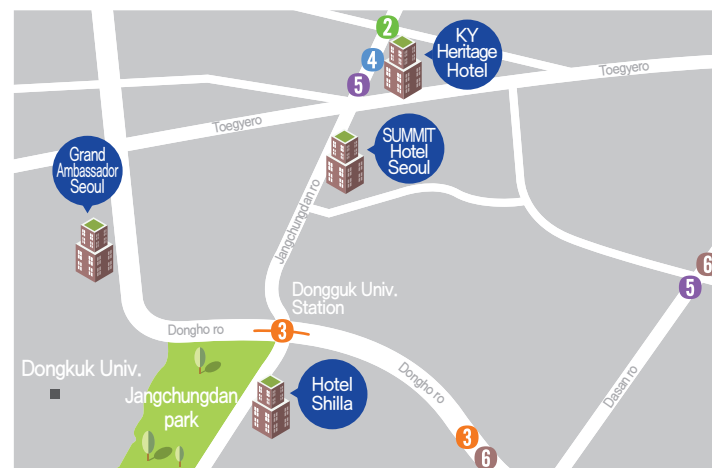 2
KY
Heritage
Hotel
4
5
Toegyero
Toegyero
SUMMIT
Hotel
Seoul
Grand
Ambassador
Seoul
Jangchungdan ro
6
5
Dongguk Univ.
Station
Dongho ro
3
Dongkuk Univ.
Jangchungdan
park
Hotel
Shilla
Dongho ro
Dasan ro
3
6